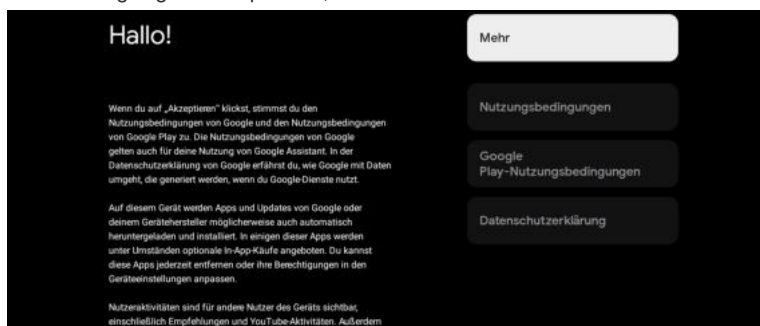 Hallo!
Wenn du auf „Akzeptieren" klickst, stimmst du den
Nutzungsbedingungen von Google und den Nutzungsbedingungen
von Google Play zu. Die Nutzungsbedingungen von Google
gelten auch für deine Nutzung von Google Assistant. In der
Datenschutzerklärung von Google erfährst du, wie Google mit Daten
umgeht, die generiert werden, wenn du Google-Dienste nutzt.
Auf diesem Gerät werden Apps und Updates von Google oder
deinem Gerätehersteller möglicherweise auch automatisch
heruntergeladen und installiert. In einigen dieser Apps werden
unter Umständen optionale In-App-Käufe angeboten. Du kannst
diese Apps jederzeit entfernen oder ihre Berechtigungen in den
Geräteeinstellungen anpassen.
Nutzeraktivitäten sind für andere Nutzer des Geräts sichtbar,
einschließlich Empfehlungen und YouTube-Aktivitäten. Außerdem
Mehr
Nutzungsbedingungen
Google
Play-Nutzungsbedingungen
Datenschutzerklärung